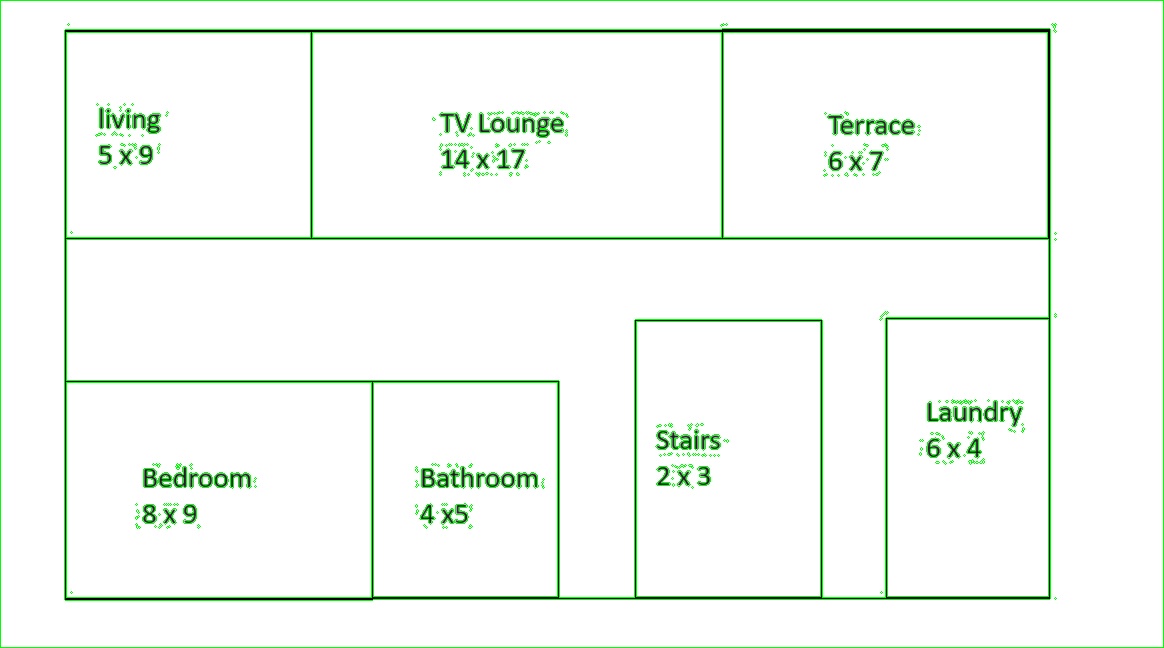 living
5 x 9
TV Lounge
14 x 17
Terrace
6 x 7
Bedroom
8 x 9
Bathroom
4 x5
Stairs
2 x 3
Laundry
6 x 4